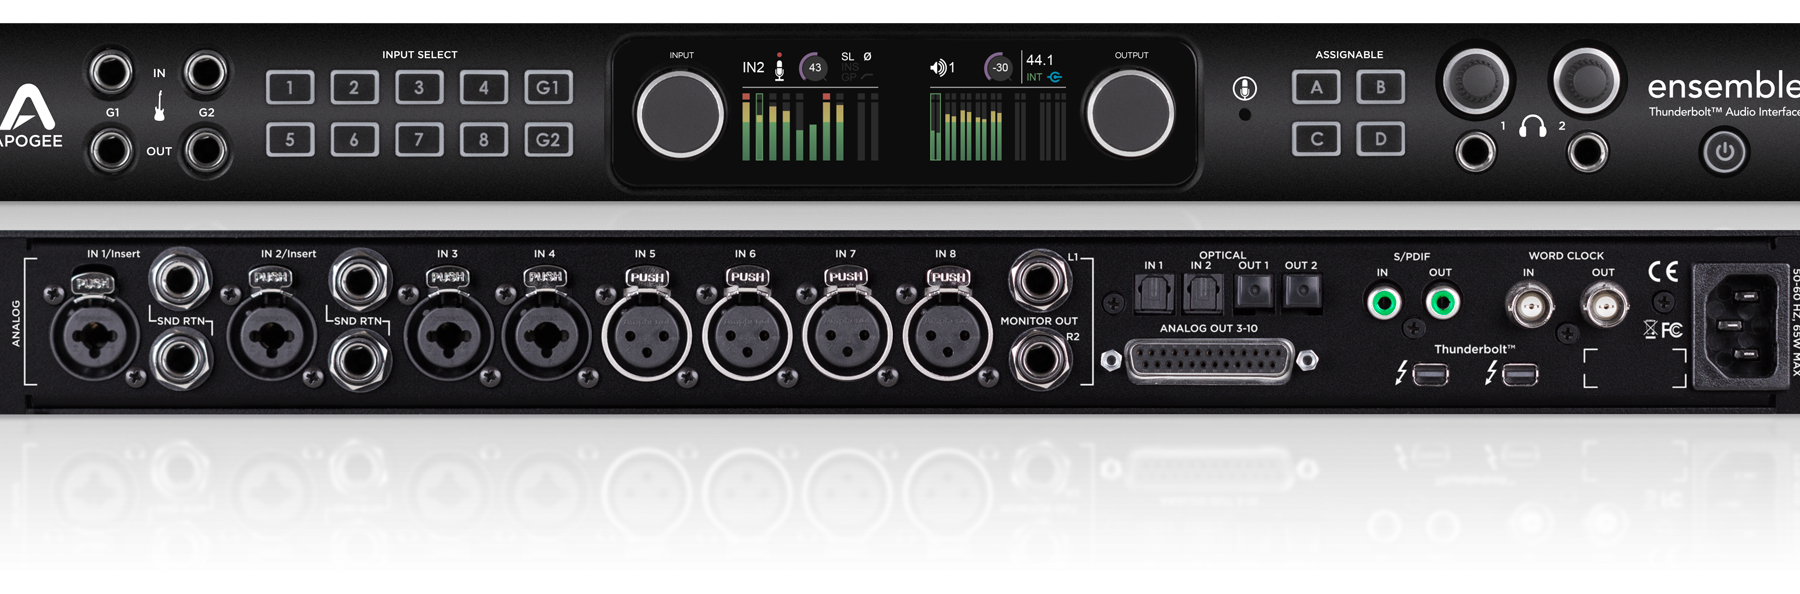 APOGEE
IN
G1
G2
OUT
INPUT SELECT
1 2 3 4 G1
5 6 7 8 G2
INPUT
IN2
43
SL Ø
INS
GP
1
-30
44.1
INT
OUTPUT
ASSIGNABLE
A B
C D
1
2
ensemble
Thunderbolt™ Audio Interface
ANALOG
IN 1/Insert
PUSH
SND RTN
IN 2/Insert
PUSH
SND RTN
IN 3
PUSH
IN 4
PUSH
IN 5
PUSH
IN 6
PUSH
IN 7
PUSH
IN 8
PUSH
L1
MONITOR OUT
R2
OPTICAL
IN 1 IN 2 OUT 1 OUT 2
ANALOG OUT 3-10
S/PDIF
IN OUT
WORD CLOCK
IN OUT
Thunderbolt™
CE
FC
50-60 HZ, 65W MAX